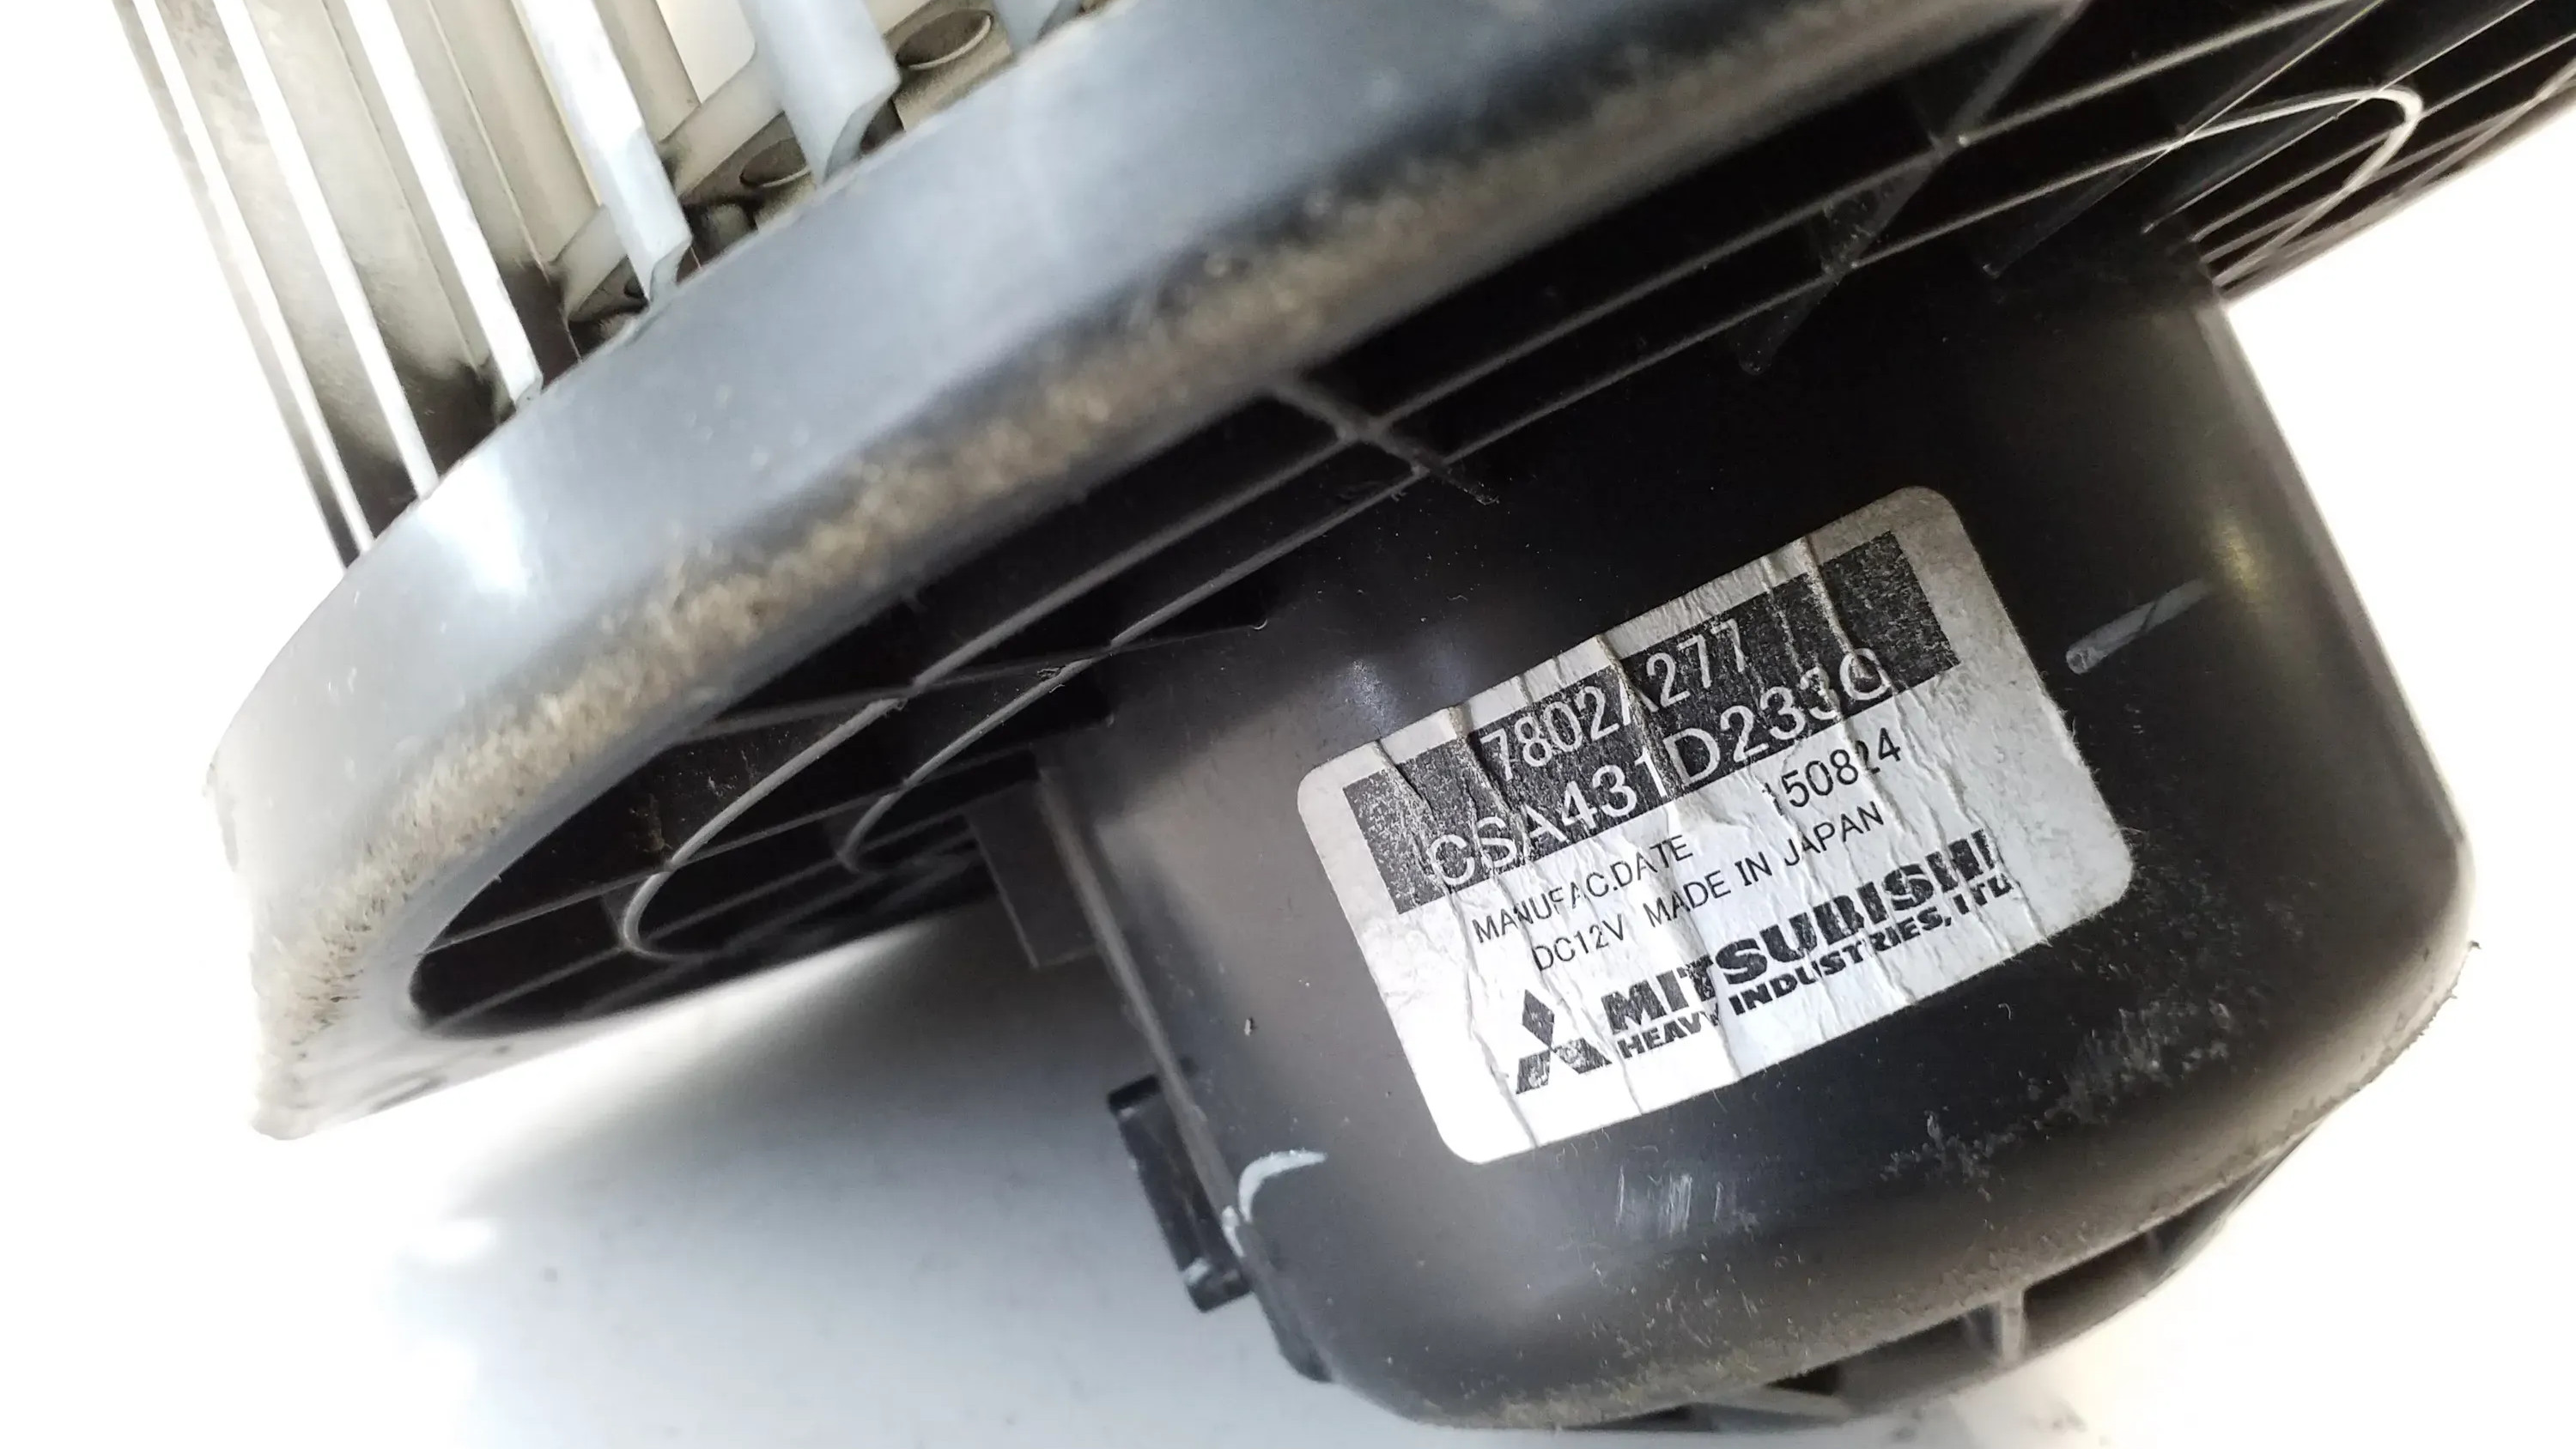 7802A277
CSA431D233C
MANUFAC.DATE 150824
DC12V MADE IN JAPAN
MITSUBISHI
HEAVY INDUSTRIES, LTD